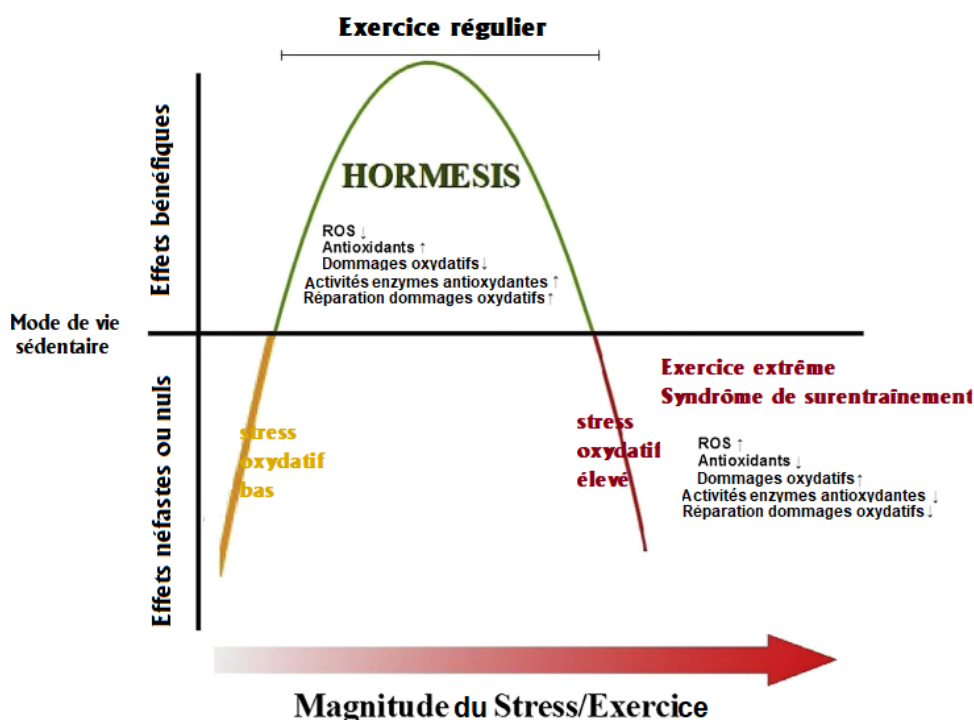 Exercice régulier
Effets bénéfiques
HORMESIS
ROS ↓
Antioxidants ↑
Dommages oxydatifs↓
Activités enzymes antioxydantes ↑
Réparation dommages oxydatifs↑
Mode de vie
sédentaire
Effets néfastes ou nuls
stress
oxydatif
bas
stress
oxydatif
élevé
Exercice extrême
Syndrôme de surentraînement
ROS ↑
Antioxidants ↓
Dommages oxydatifs↑
Activités enzymes antioxydantes ↓
Réparation dommages oxydatifs↓
Magnitude du Stress/Exercice